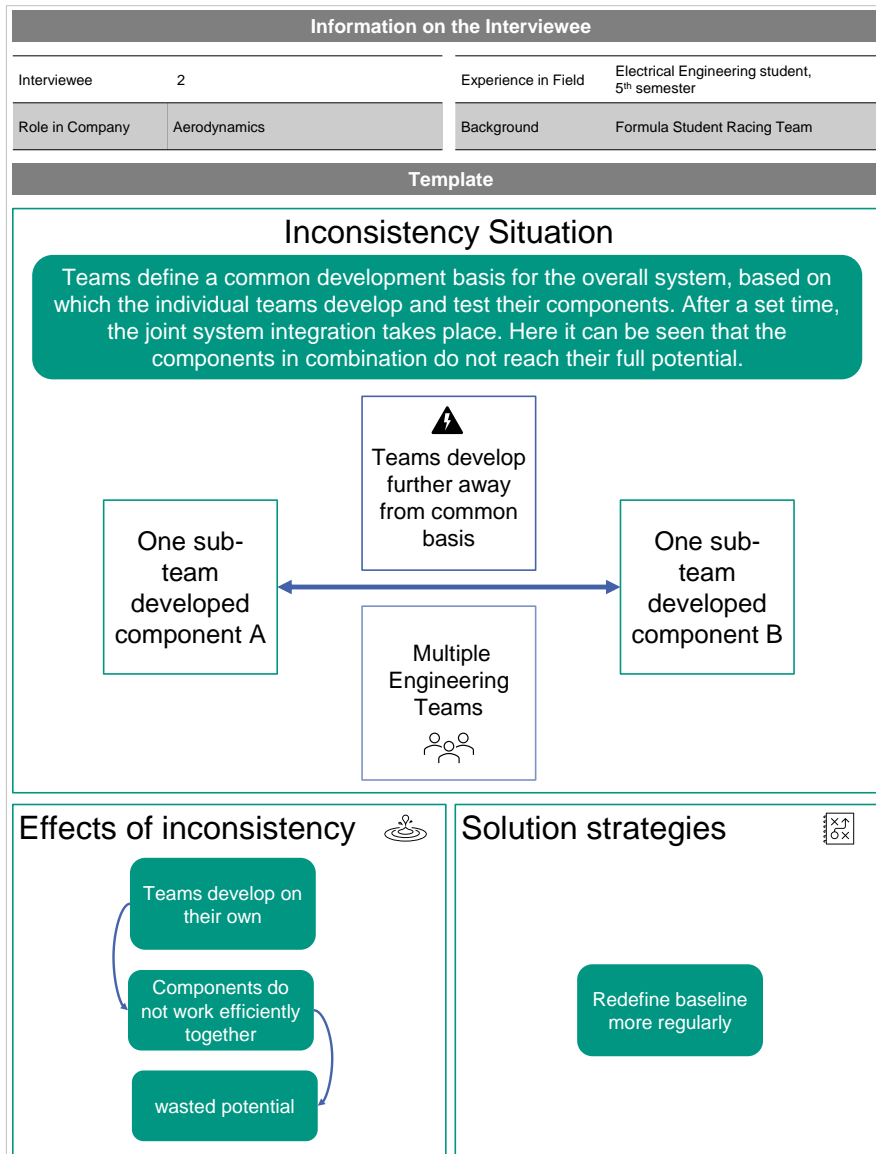 Information on the Interviewee
Interviewee
2
Experience in Field
Electrical Engineering student,
5th semester
Role in Company
Aerodynamics
Background
Formula Student Racing Team
Template
Inconsistency Situation
Teams define a common development basis for the overall system, based on
which the individual teams develop and test their components. After a set time,
the joint system integration takes place. Here it can be seen that the
components in combination do not reach their full potential.
Teams develop
further away
from common
basis
One sub-
team
developed
component A
One sub-
team
developed
component B
Multiple
Engineering
Teams
Effects of inconsistency
Teams develop on
their own
Components do
not work efficiently
together
wasted potential
Solution strategies
Redefine baseline
more regularly